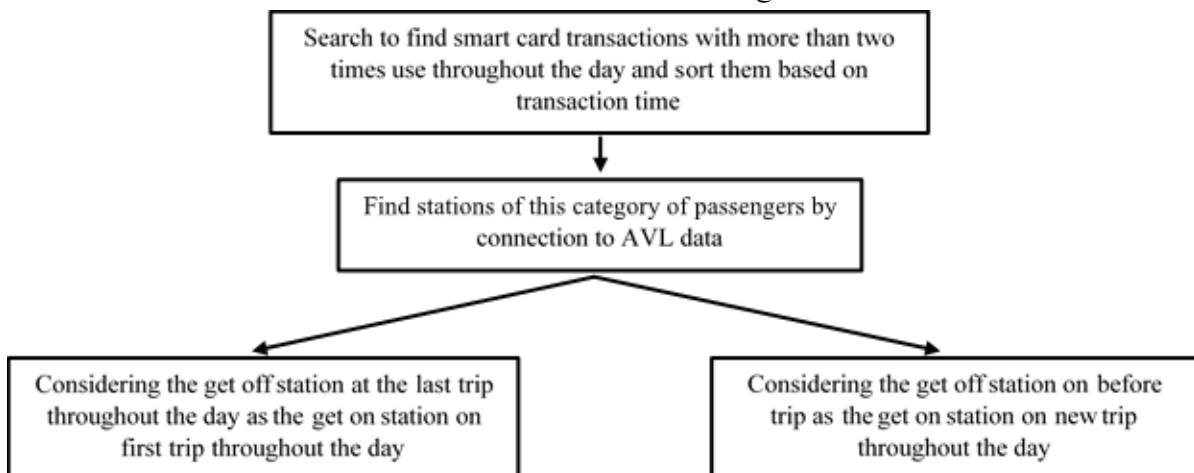 Search to find smart card transactions with more than two
times use throughout the day and sort them based on
transaction time
Find stations of this category of passengers by
connection to AVL data
Considering the get off station at the last trip
throughout the day as the get on station on
first trip throughout the day
Considering the get off station on before
trip as the get on station on new trip
throughout the day